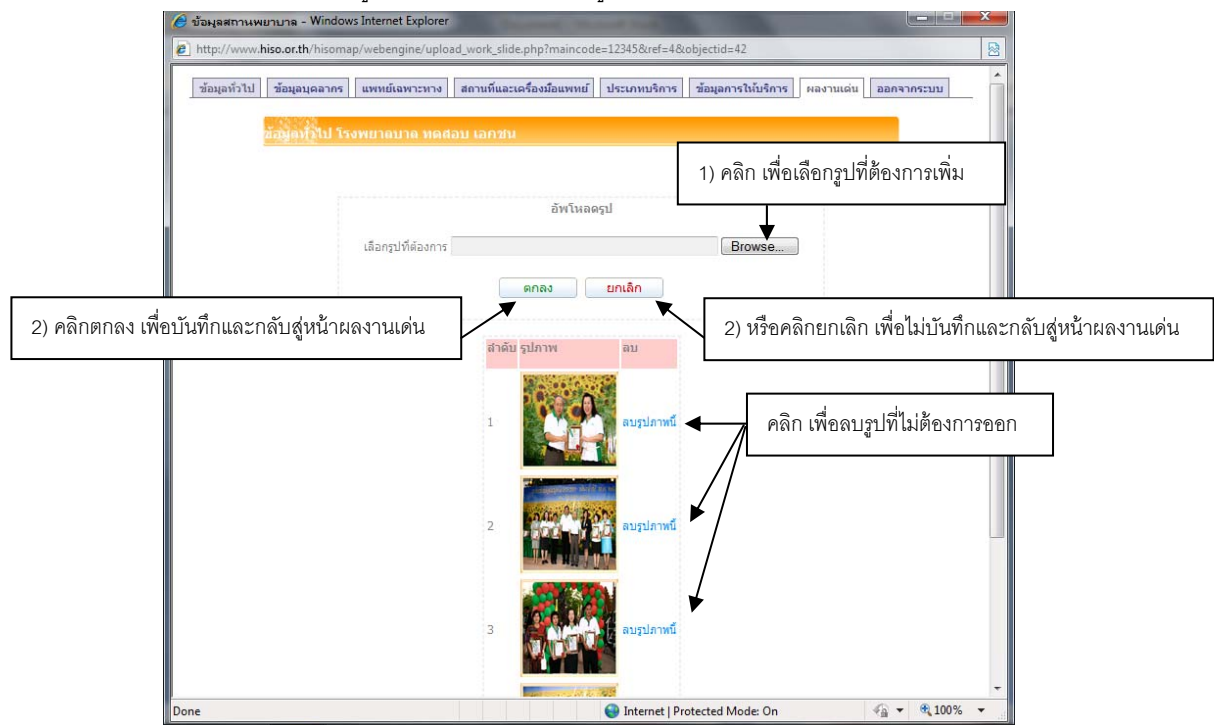 ข้อมูลสถานพยาบาล - Windows Internet Explorer
http://www.hiso.or.th/hisomap/webengine/upload_work_slide.php?maincode=12345&ref=4&objectid=42
ข้อมูลทั่วไป ข้อมูลบุคลากร แพทย์เฉพาะทาง สถานที่และเครื่องมือแพทย์ ประเภทบริการ ข้อมูลการให้บริการ ผลงานเด่น ออกจากระบบ
ข้อมูลทั่วไป โรงพยาบาล ทดสอบ เอกชน
1) คลิก เพื่อเลือกรูปที่ต้องการเพิ่ม
อัพโหลดรูป
เลือกรูปที่ต้องการ Browse...
ตกลง ยกเลิก
2) คลิกตกลง เพื่อบันทึกและกลับสู่หน้าผลงานเด่น
2) หรือคลิกยกเลิก เพื่อไม่บันทึกและกลับสู่หน้าผลงานเด่น
ลำดับ รูปภาพ ลบ
1 ลบรูปภาพนี้
คลิก เพื่อลบรูปที่ไม่ต้องการออก
2 ลบรูปภาพนี้
3 ลบรูปภาพนี้
Done Internet | Protected Mode: On 100%